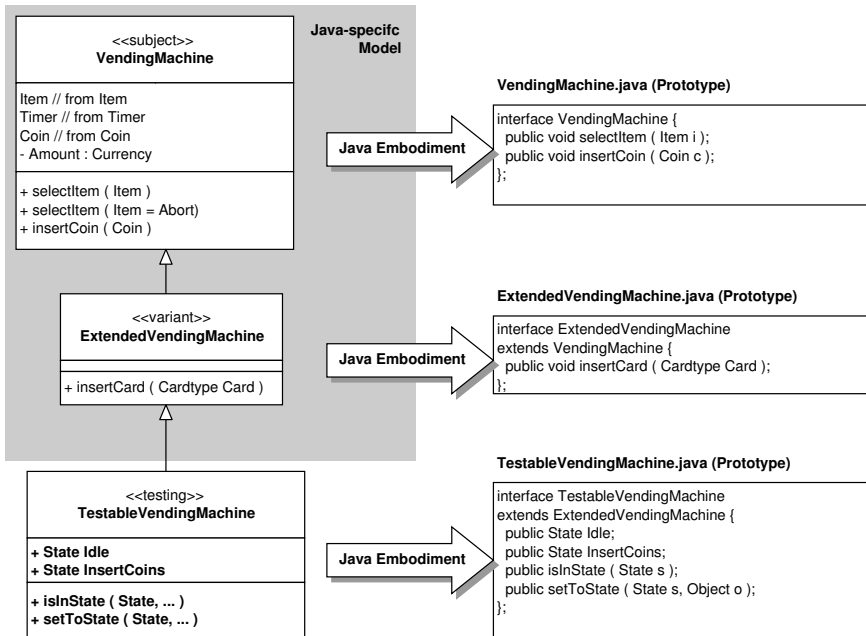 Java-specifc
Model
<<subject>>
VendingMachine
Item // from Item
Timer // from Timer
Coin // from Coin
- Amount : Currency
+ selectItem ( Item )
+ selectItem ( Item = Abort)
+ insertCoin ( Coin )
Java Embodiment
VendingMachine.java (Prototype)
interface VendingMachine {
public void selectItem ( Item i );
public void insertCoin ( Coin c );
};
<<variant>>
ExtendedVendingMachine
+ insertCard ( Cardtype Card )
Java Embodiment
ExtendedVendingMachine.java (Prototype)
interface ExtendedVendingMachine
extends VendingMachine {
public void insertCard ( Cardtype Card );
};
<<testing>>
TestableVendingMachine
+ State Idle
+ State InsertCoins
+ isInState ( State, ... )
+ setToState ( State, ... )
Java Embodiment
TestableVendingMachine.java (Prototype)
interface TestableVendingMachine
extends ExtendedVendingMachine {
public State Idle;
public State InsertCoins;
public isInState ( State s );
public setToState ( State s, Object o );
};